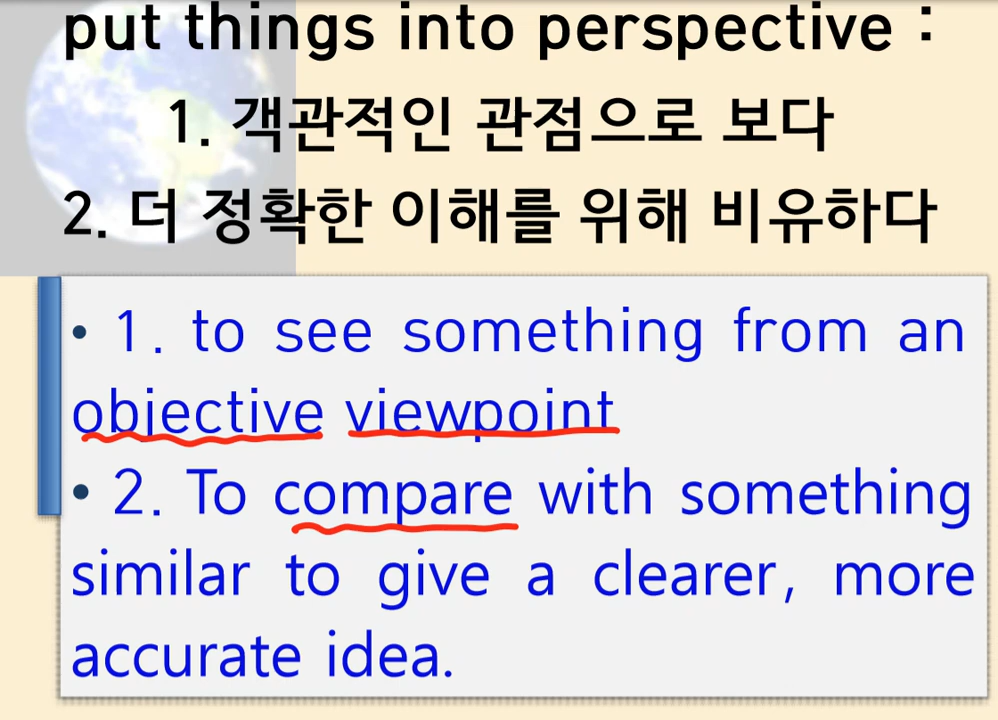 put things into perspective :
1. 객관적인 관점으로 보다
2. 더 정확한 이해를 위해 비유하다
• 1. to see something from an
objective viewpoint
• 2. To compare with something
similar to give a clearer, more
accurate idea.